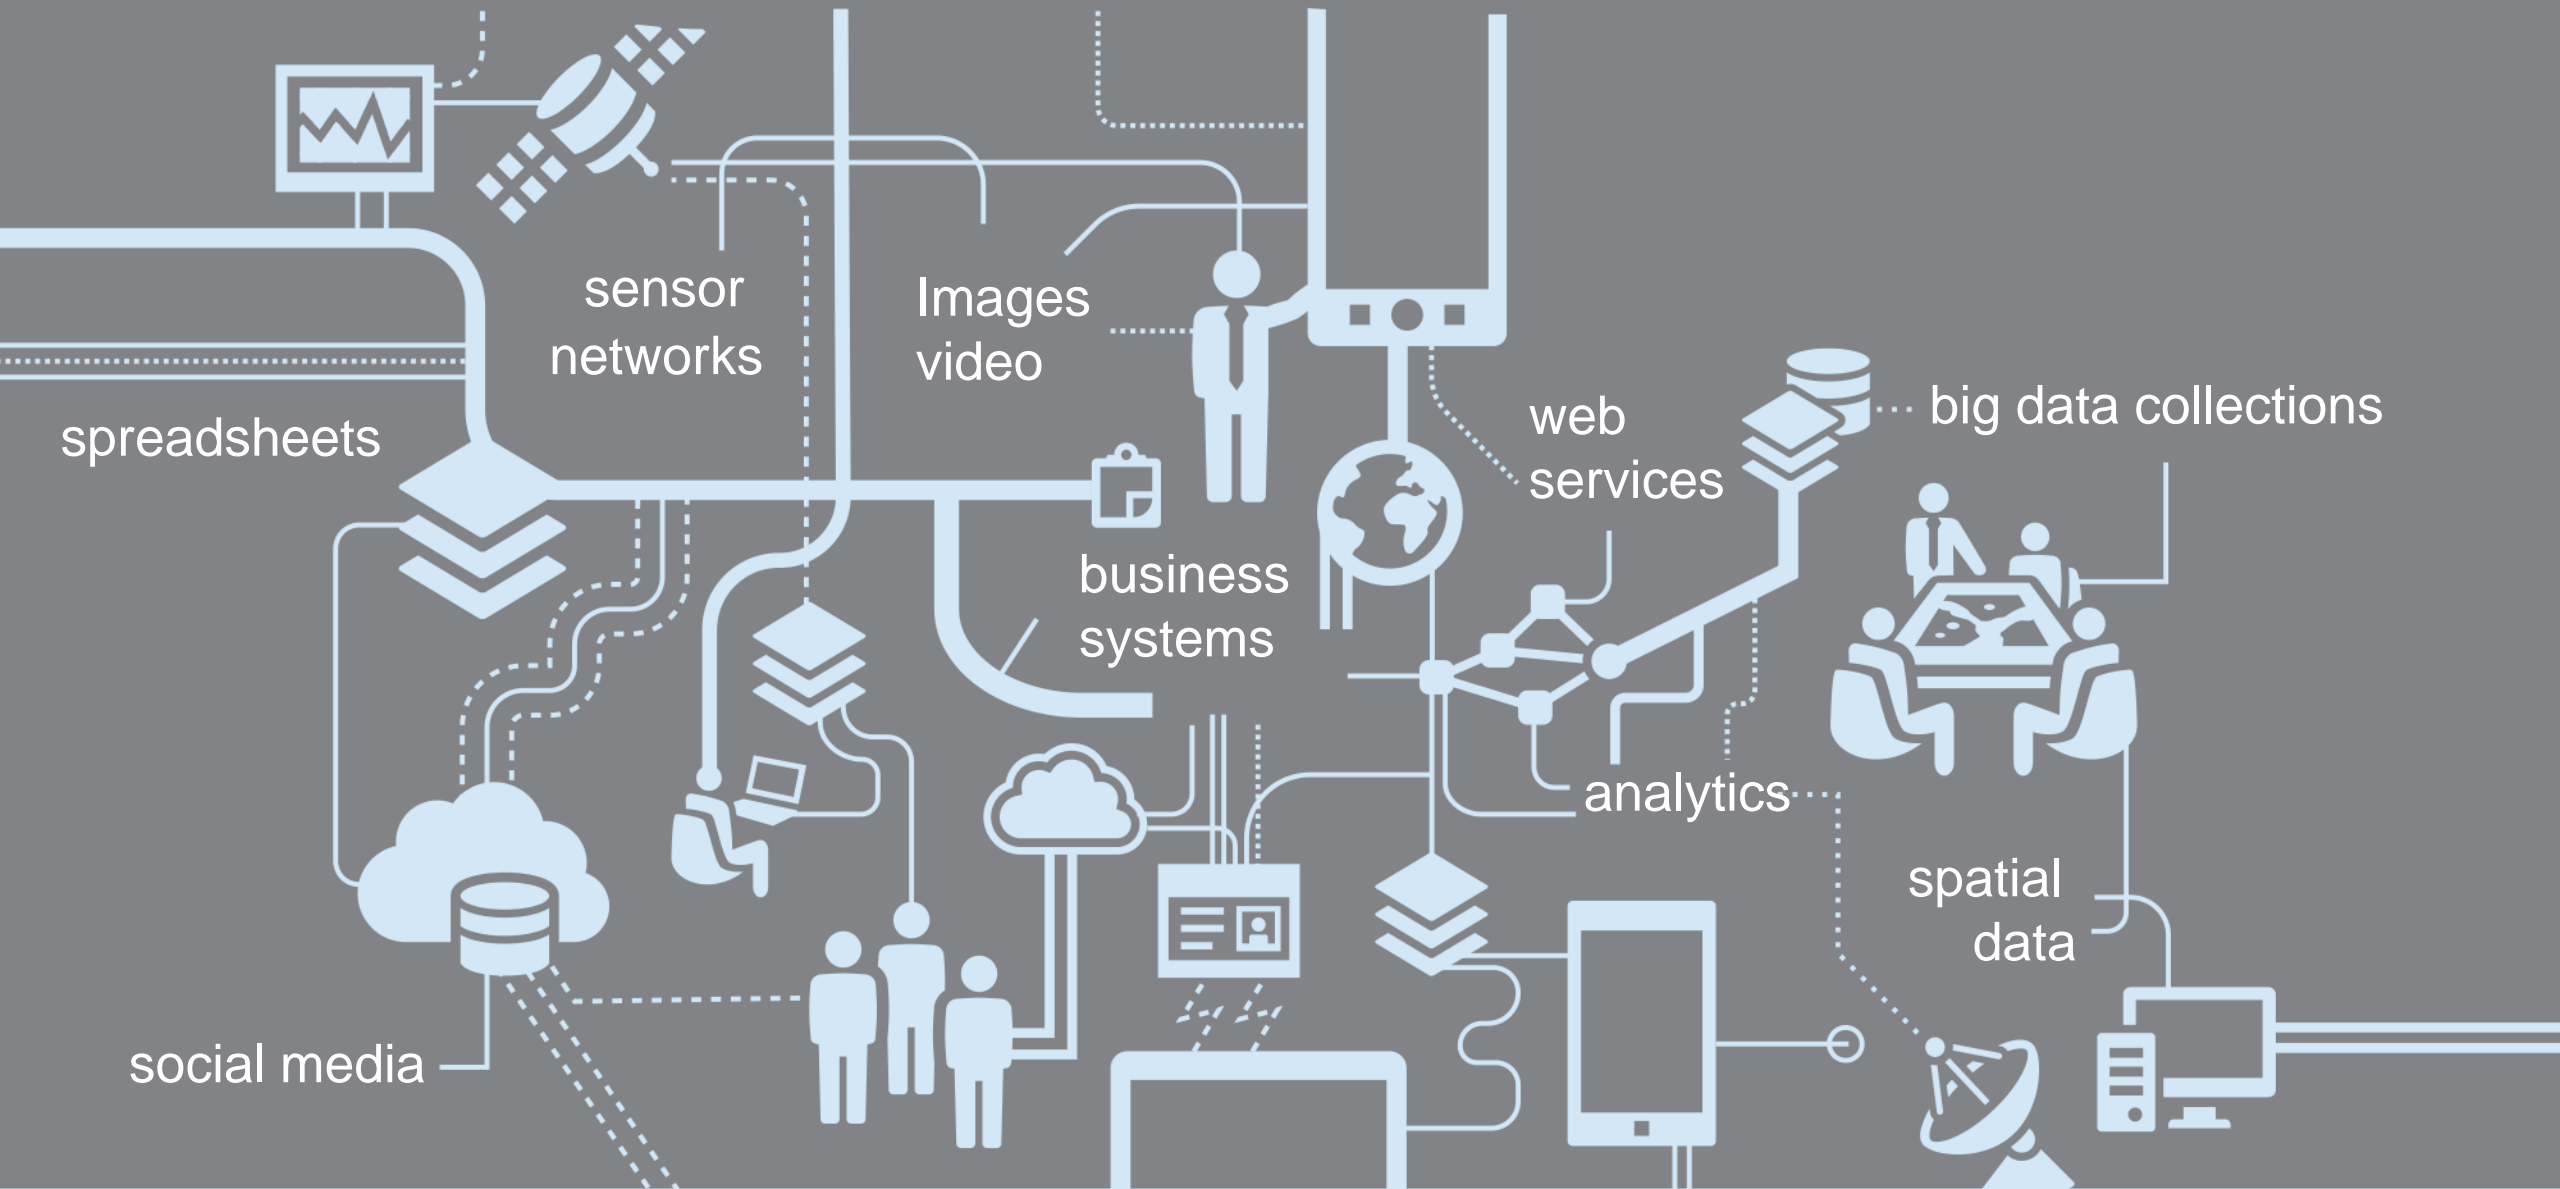 sensor
networks
Images
video
spreadsheets
web
services
big data collections
business
systems
analytics
spatial
data
social media